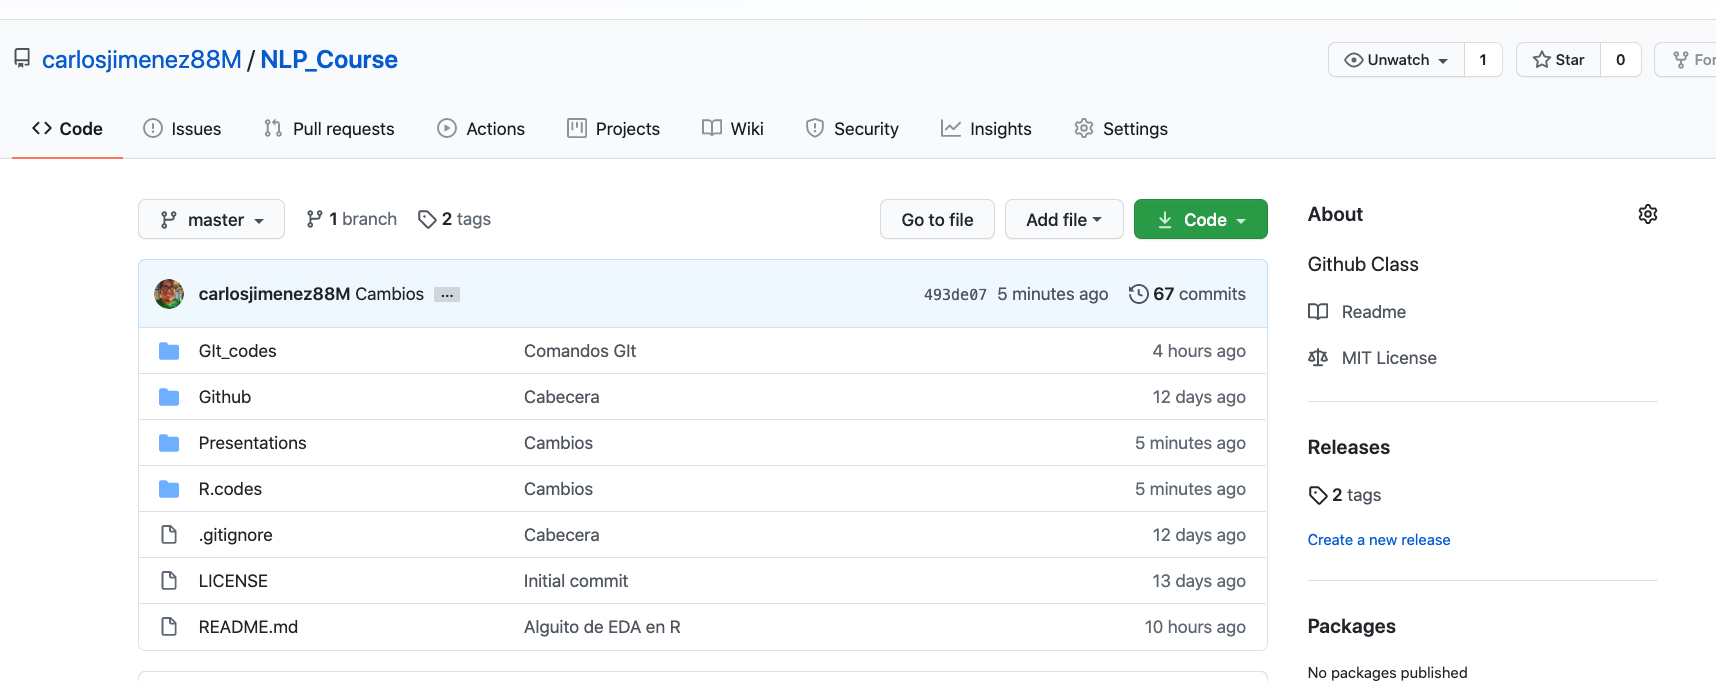 carlosjimenez88M / NLP_Course
Unwatch 1 Star 0
Code Issues Pull requests Actions Projects Wiki Security Insights Settings
master 1 branch 2 tags Go to file Add file Code
carlosjimenez88M Cambios ... 493de07 5 minutes ago 67 commits
GIt_codes Comandos GIt 4 hours ago
Github Cabecera 12 days ago
Presentations Cambios 5 minutes ago
R.codes Cambios 5 minutes ago
.gitignore Cabecera 12 days ago
LICENSE Initial commit 13 days ago
README.md Alguito de EDA en R 10 hours ago
About
Github Class
Readme
MIT License
Releases
2 tags
Create a new release
Packages
No packages published